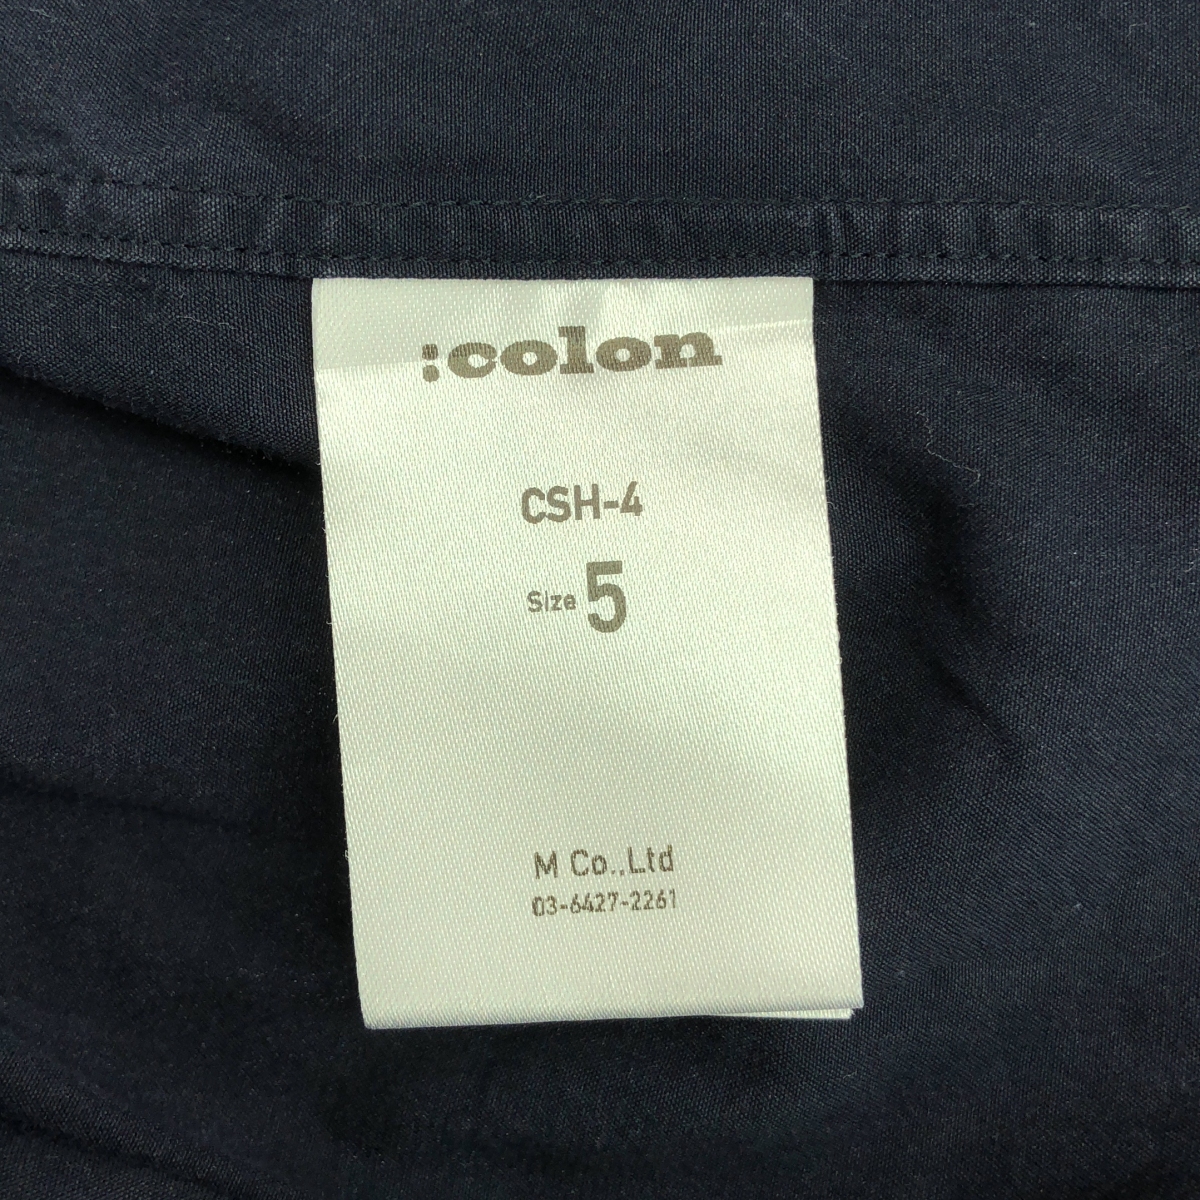 :colon
CSH-4
Size 5
M Co.,Ltd
03-6427-2261